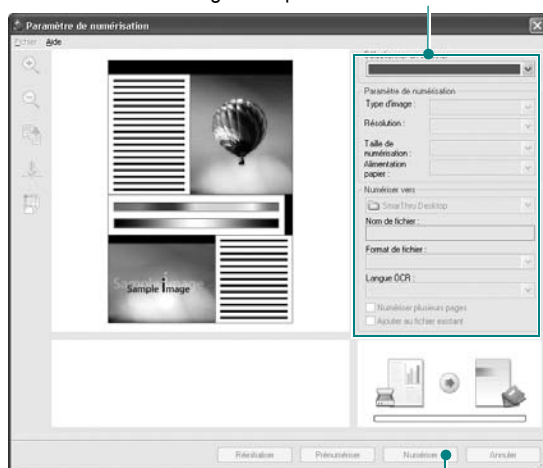 Paramètre de numérisation
Fichier Aide
Paramètre de numérisation
Type d'image :
Résolution :
Taille de
numérisation :
Alimentation
papier :
Numériser vers
SmarThru Desktop
Nom de fichier :
Format de fichier :
Langue OCR :
Numériser plusieurs pages
Ajouter au fichier existant
Sample image
Réinitialiser Prénumériser Numériser Annuler